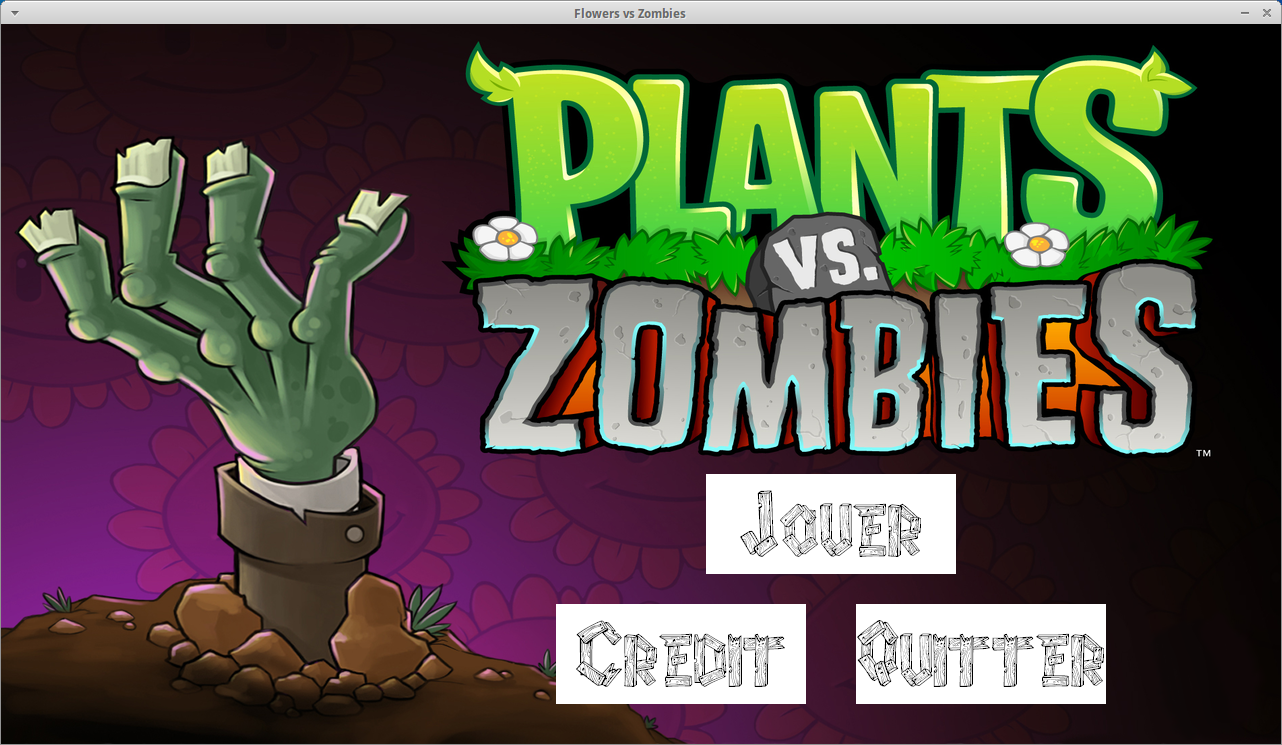 Flowers vs Zombies
PLANTS
VS.
ZOMBIES
TM
JOUER
CREDIT QUITTER